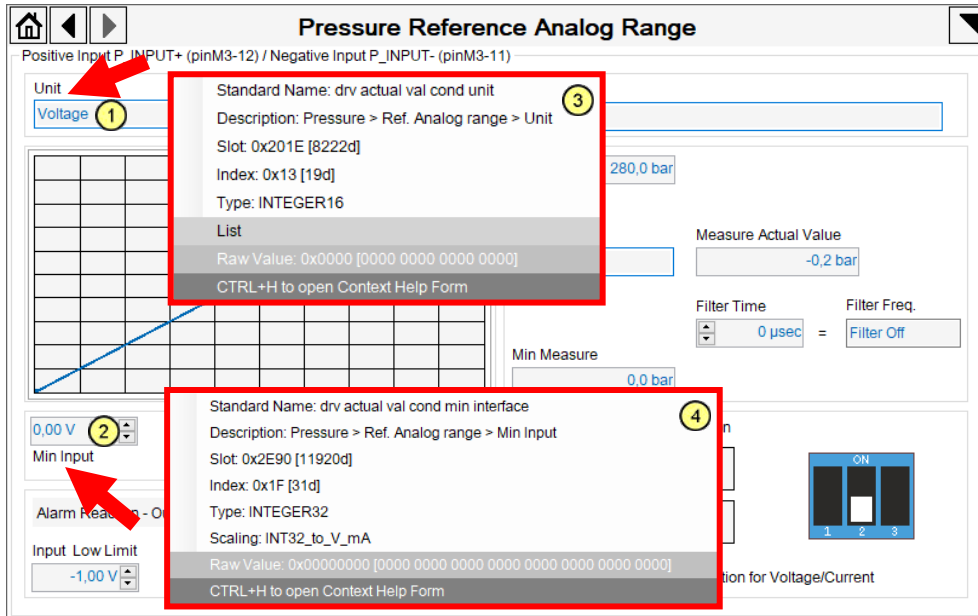 Pressure Reference Analog Range
Positive Input P_INPUT+ (pinM3-12) / Negative Input P_INPUT- (pinM3-11)
Unit
Voltage
1
Standard Name: drv actual val cond unit
3
Description: Pressure > Ref. Analog range > Unit
Slot: 0x201E [8222d]
Index: 0x13 [19d]
Type: INTEGER16
List
Raw Value: 0x0000 [0000 0000 0000 0000]
CTRL+H to open Context Help Form
280,0 bar
Measure Actual Value
-0,2 bar
Filter Time
Filter Freq.
0 µsec
=
Filter Off
Min Measure
0,0 bar
0,00 V
2
Min Input
Standard Name: drv actual val cond min interface
4
Description: Pressure > Ref. Analog range > Min Input
Slot: 0x2E90 [11920d]
Index: 0x1F [31d]
Type: INTEGER32
Scaling: INT32_to_V_mA
Raw Value: 0x00000000 [0000 0000 0000 0000 0000 0000 0000 0000]
CTRL+H to open Context Help Form
ON
1 2 3
for Voltage/Current
Alarm
Input Low Limit
-1,00 V